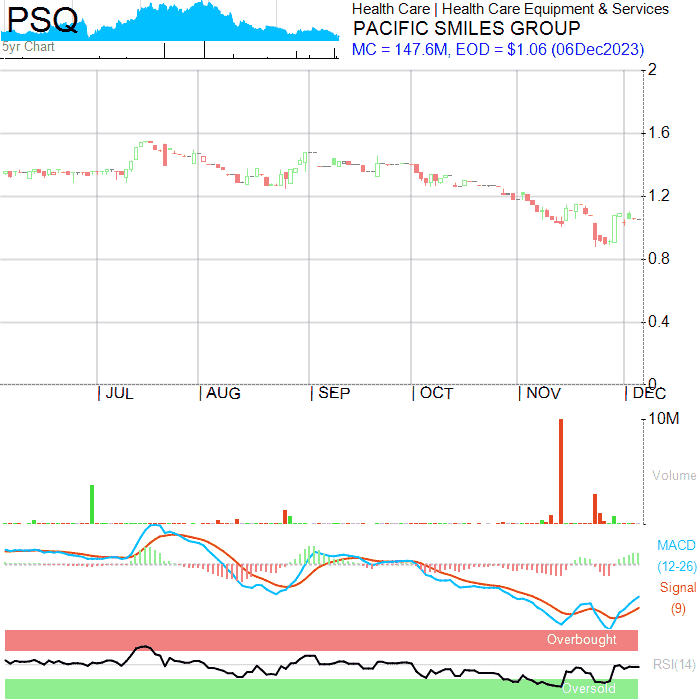 PSQ
5yr Chart
Health Care | Health Care Equipment & Services
PACIFIC SMILES GROUP
MC = 147.6M, EOD = $1.06 (06Dec2023)
2
1.6
1.2
0.8
0.4
0
| JUL | AUG | SEP | OCT | NOV | DEC
10M
Volume
MACD
(12-26)
Signal
(9)
Overbought
RSI(14)
Oversold